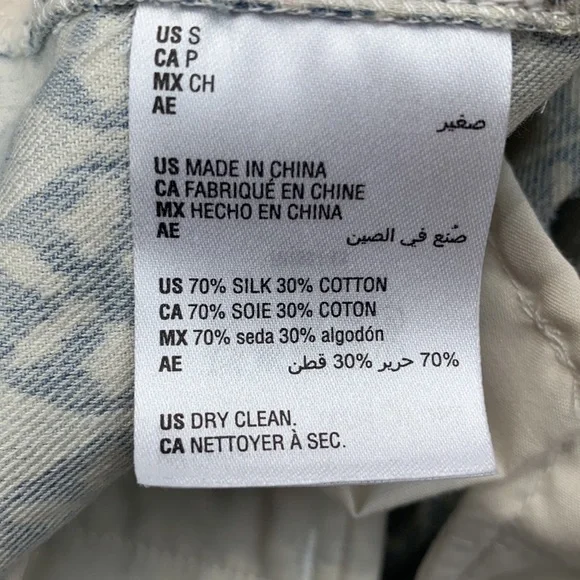 US S
CA P
MX CH
AE صغير
US MADE IN CHINA
CA FABRIQUÉ EN CHINE
MX HECHO EN CHINA
AE صُنع في الصين
US 70% SILK 30% COTTON
CA 70% SOIE 30% COTON
MX 70% seda 30% algodón
AE 70% حرير 30% قطن
US DRY CLEAN.
CA NETTOYER À SEC.